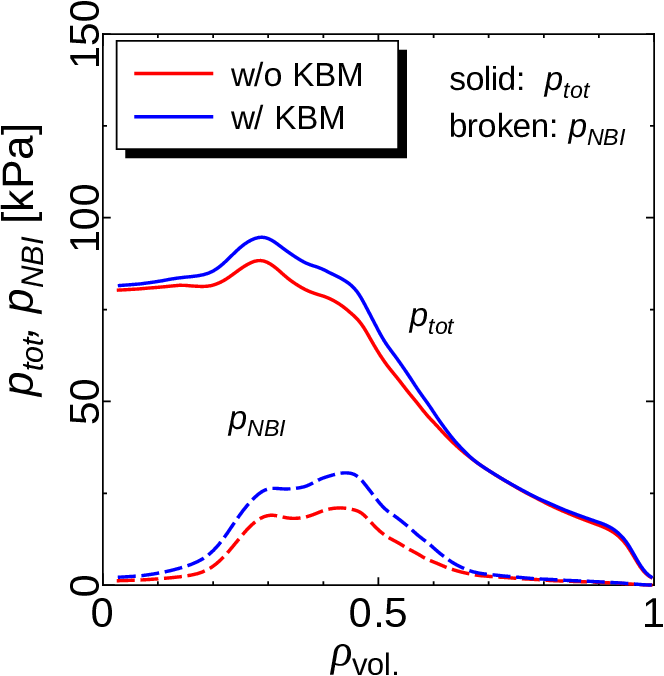 w/o KBM
w/ KBM
solid: p_tot
broken: p_NBI
p_tot, p_NBI [kPa]
150
100
50
0
p_tot
p_NBI
0
0.5
1
ρ_vol.